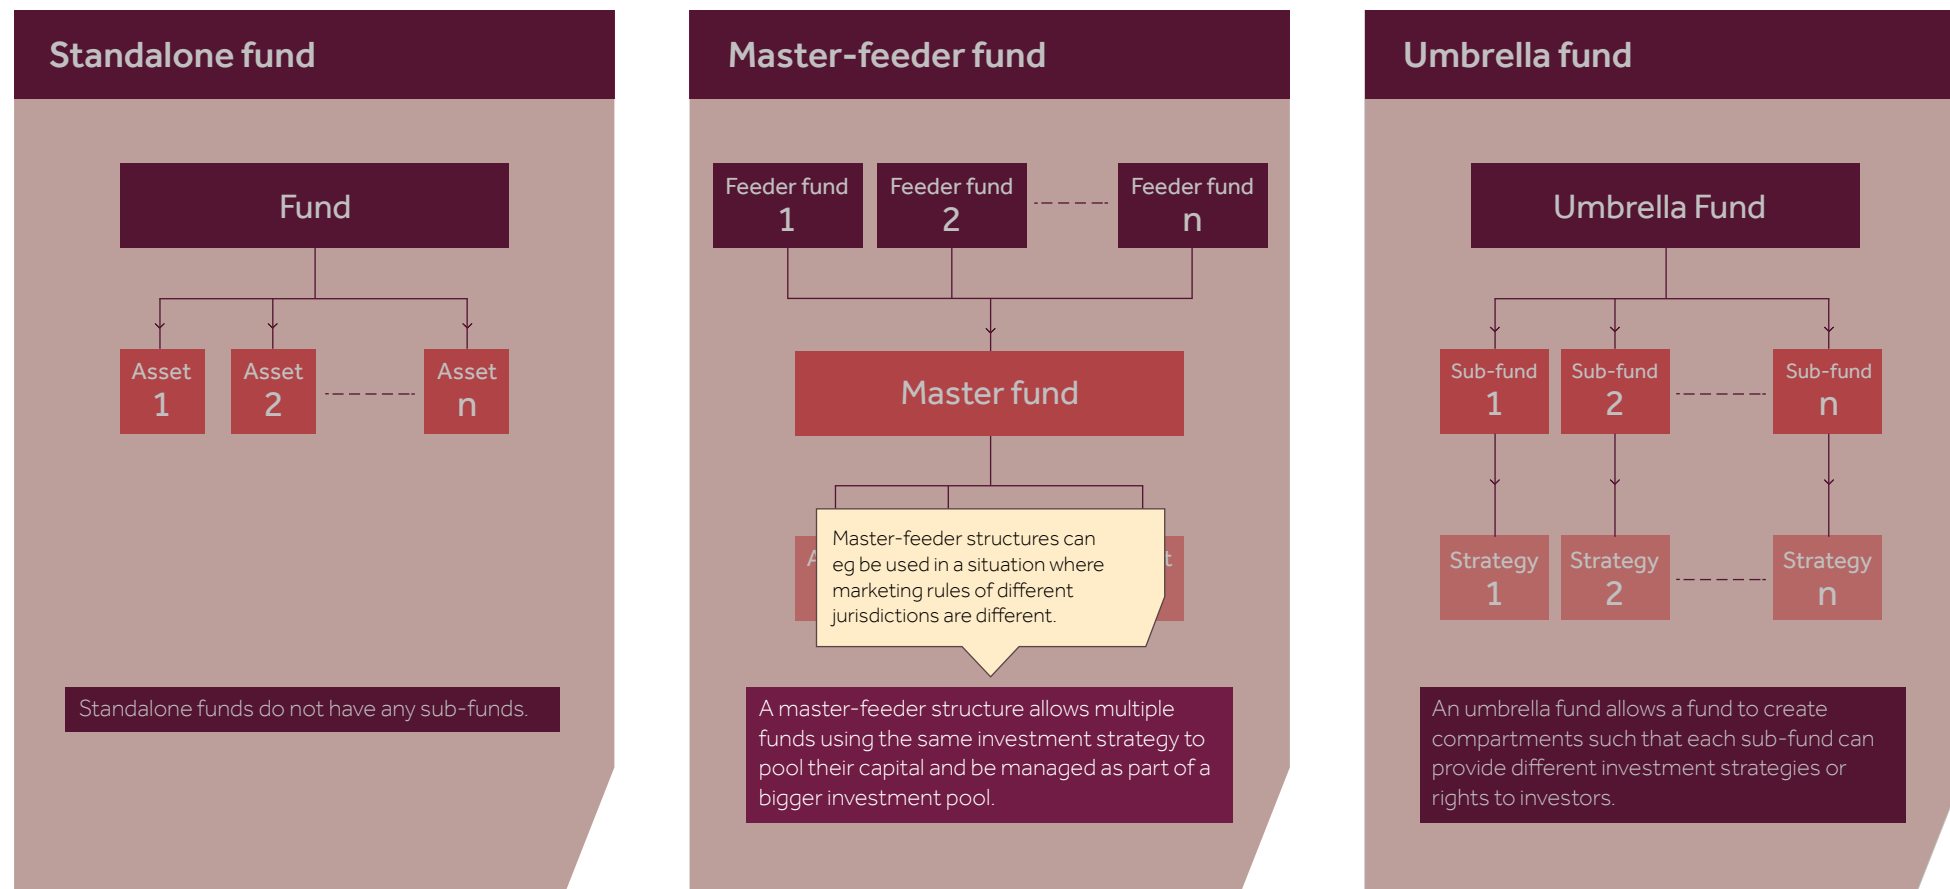 Standalone fund
Fund
Asset
1
Asset
2
Asset
n
Standalone funds do not have any sub-funds.
Master-feeder fund
Feeder fund
1
Feeder fund
2
Feeder fund
n
Master fund
Master-feeder structures can
eg be used in a situation where
marketing rules of different
jurisdictions are different.
A master-feeder structure allows multiple
funds using the same investment strategy to
pool their capital and be managed as part of a
bigger investment pool.
Umbrella fund
Umbrella Fund
Sub-fund
1
Sub-fund
2
Sub-fund
n
Strategy
1
Strategy
2
Strategy
n
An umbrella fund allows a fund to create
compartments such that each sub-fund can
provide different investment strategies or
rights to investors.